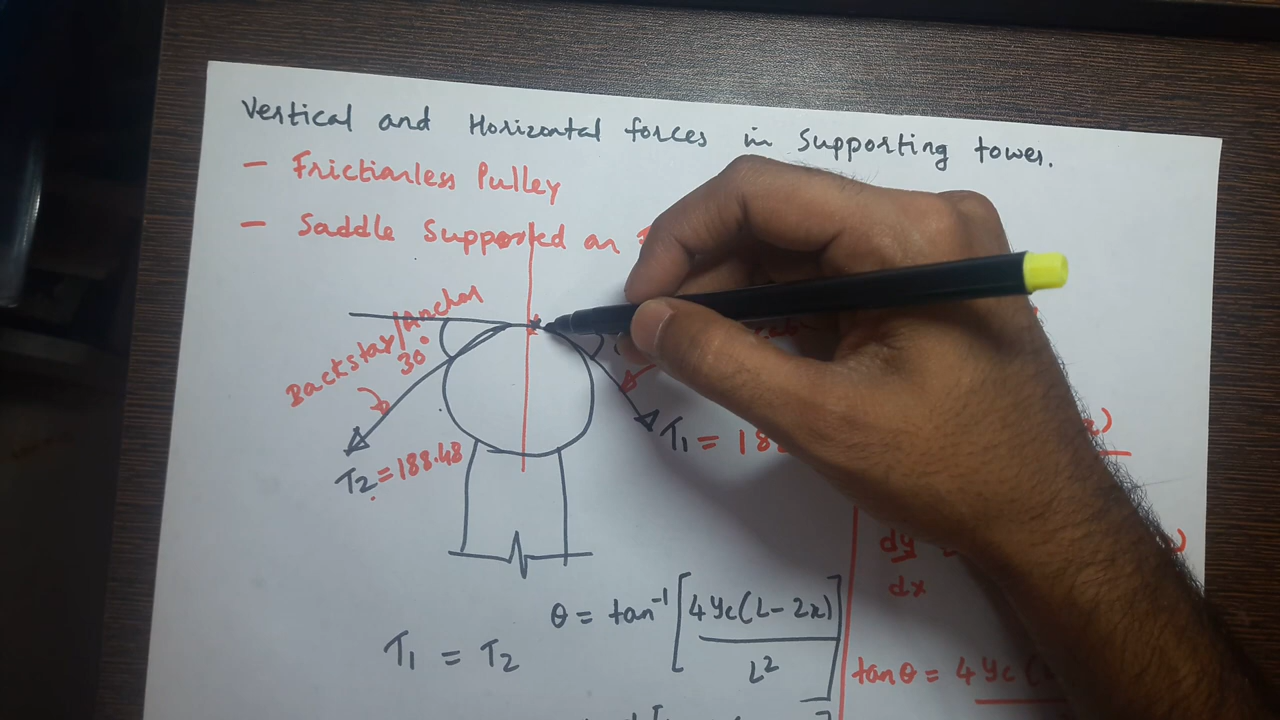 Vertical and Horizontal forces in Supporting tower.
- Frictionless Pulley
- Saddle Supported on
Backstay/Anchor
30°
T2 = 188.48
T1 = 18
dy
dx
θ = tan⁻¹ [4yc(L-2x)
L²
T1 = T2
tanθ = 4yc(